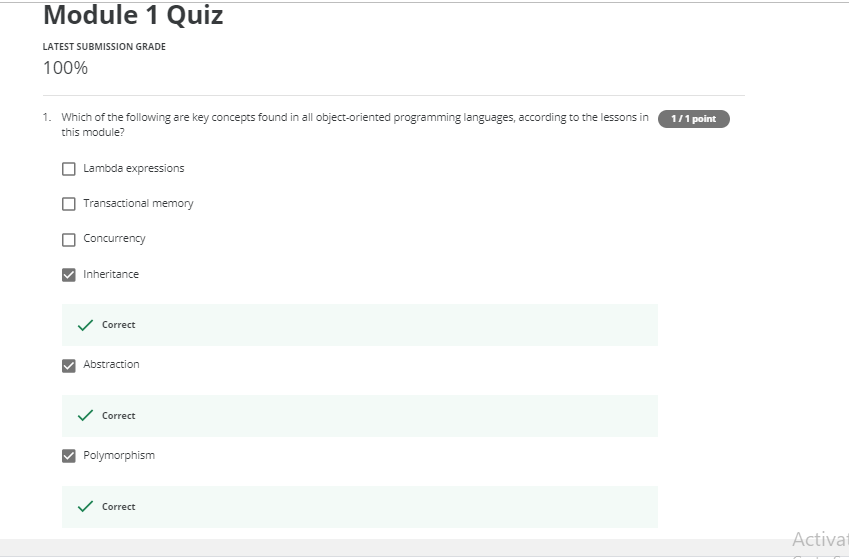 Module 1 Quiz
LATEST SUBMISSION GRADE
100%
1. Which of the following are key concepts found in all object-oriented programming languages, according to the lessons in
this module?
1 / 1 point
Lambda expressions
Transactional memory
Concurrency
Inheritance
Correct
Abstraction
Correct
Polymorphism
Correct
Activat